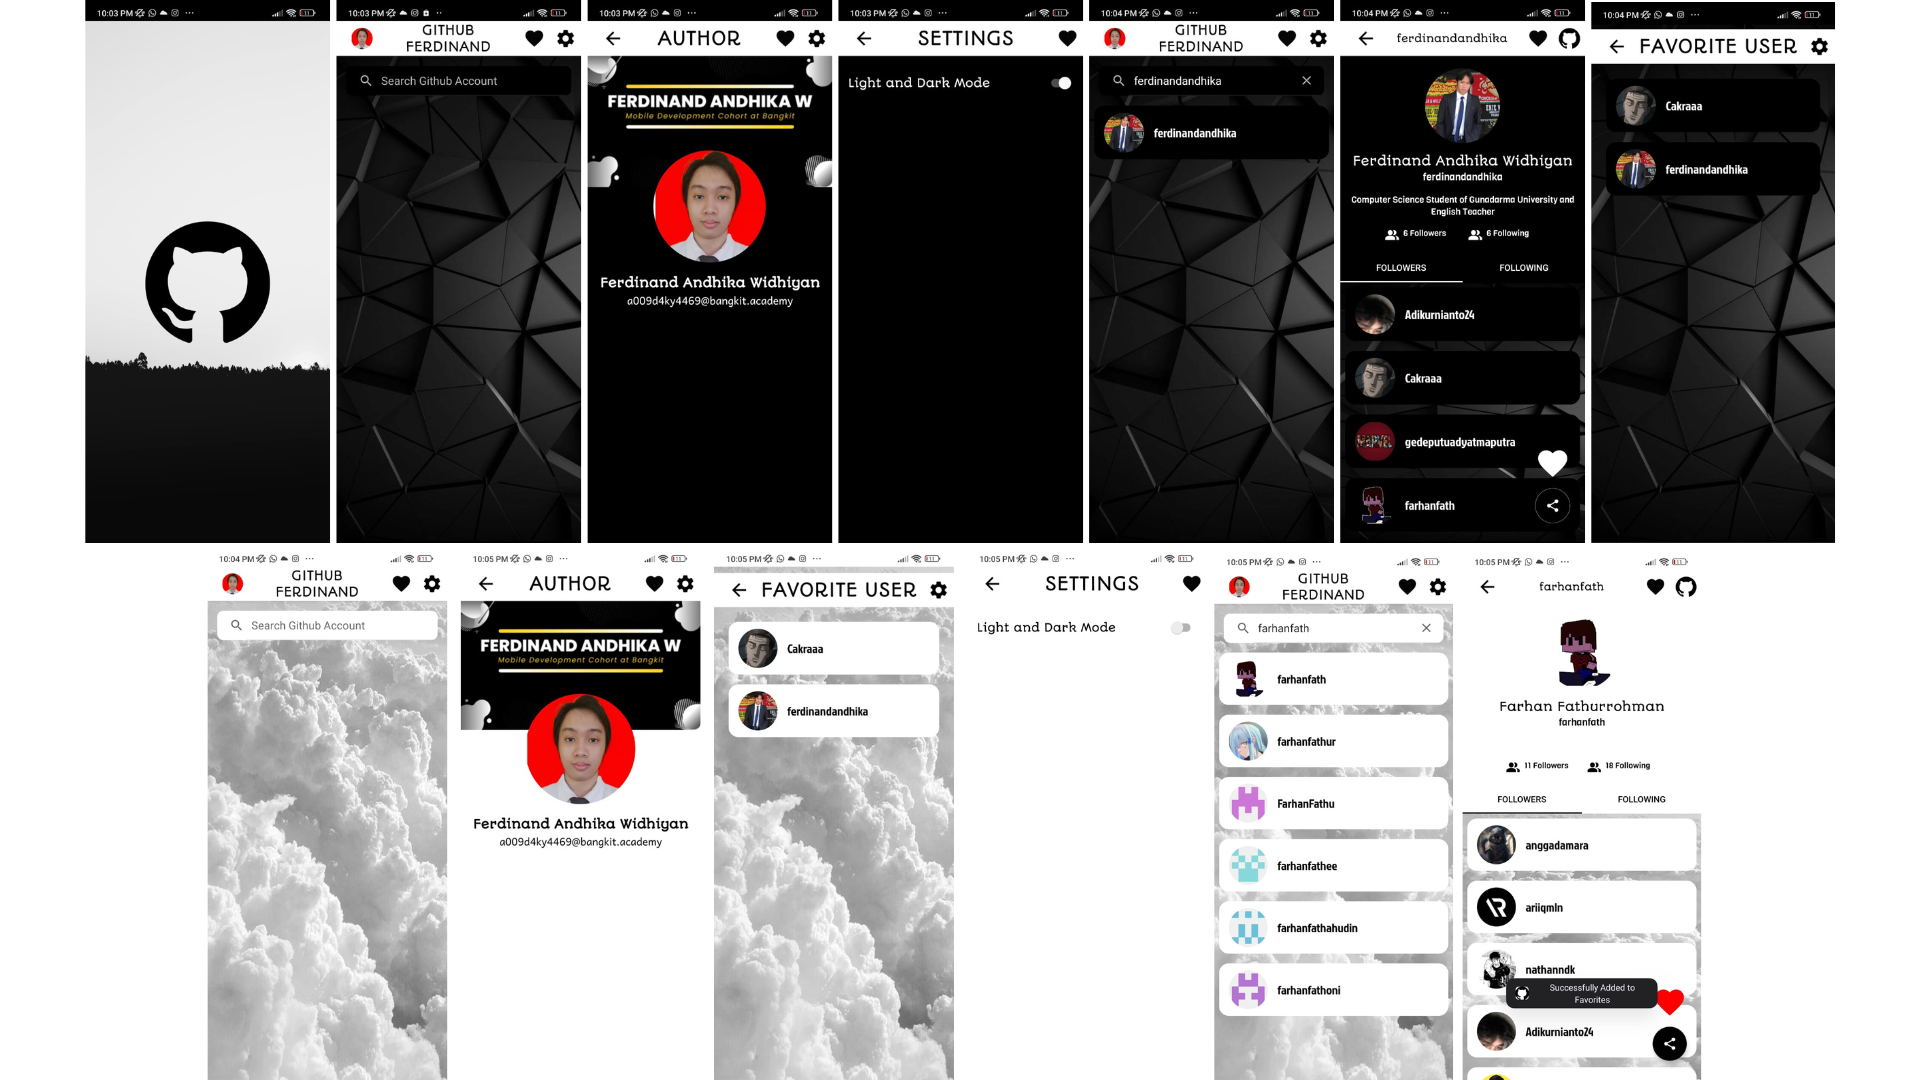 10:03 PM
10:03 PM
GITHUB
FERDINAND
Search Github Account
10:03 PM
AUTHOR
FERDINAND ANDHIKA W
Mobile Development Cohort at Bangkit
Ferdinand Andhika Widhiyan
a009d4ky4469@bangkit.academy
10:03 PM
SETTINGS
Light and Dark Mode
10:04 PM
GITHUB
FERDINAND
ferdinandandhika
ferdinandandhika
10:04 PM
ferdinandandhika
Ferdinand Andhika Widhiyan
ferdinandandhika
Computer Science Student of Gunadarma University and
English Teacher
6 Followers
6 Following
FOLLOWERS
FOLLOWING
Adikurnianto24
Cakraaa
MARVEL
gedeputuadyatmaputra
farhanfath
10:04 PM
FAVORITE USER
Cakraaa
ferdinandandhika
10:04 PM
GITHUB
FERDINAND
Search Github Account
10:05 PM
AUTHOR
FERDINAND ANDHIKA W
Mobile Development Cohort at Bangkit
Ferdinand Andhika Widhiyan
a009d4ky4469@bangkit.academy
10:05 PM
FAVORITE USER
Cakraaa
ferdinandandhika
10:05 PM
SETTINGS
Light and Dark Mode
10:05 PM
GITHUB
FERDINAND
farhanfath
farhanfath
farhanfathur
FarhanFathu
farhanfathee
farhanfathahudin
farhanfathoni
10:05 PM
farhanfath
Farhan Fathurrohman
farhanfath
11 Followers
18 Following
FOLLOWERS
FOLLOWING
anggadamara
ariiqmln
nathanndk
Successfully Added to
Favorites
Adikurnianto24